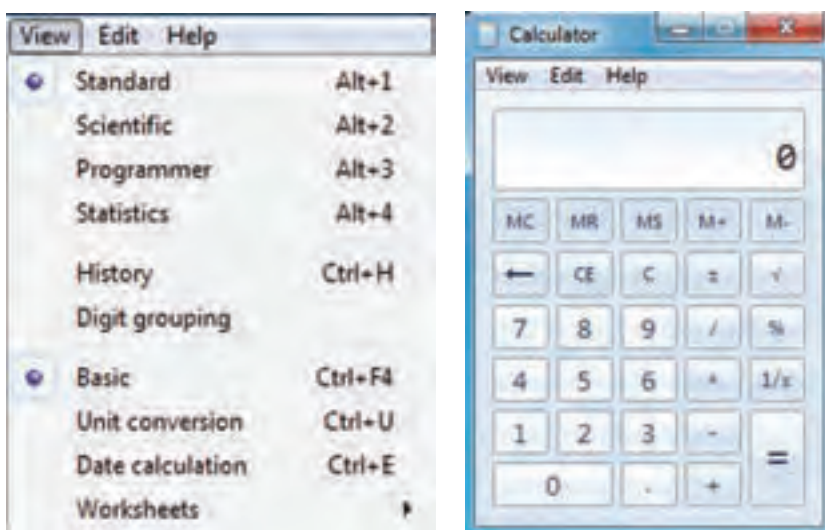 View Edit Help
Standard Alt+1
Scientific Alt+2
Programmer Alt+3
Statistics Alt+4
History Ctrl+H
Digit grouping
Basic Ctrl+F4
Unit conversion Ctrl+U
Date calculation Ctrl+E
Worksheets
Calculator
View Edit Help
0
MC MR MS M+ M-
← CE C ± √
7 8 9 / %
4 5 6 * 1/x
1 2 3 - =
0 . +